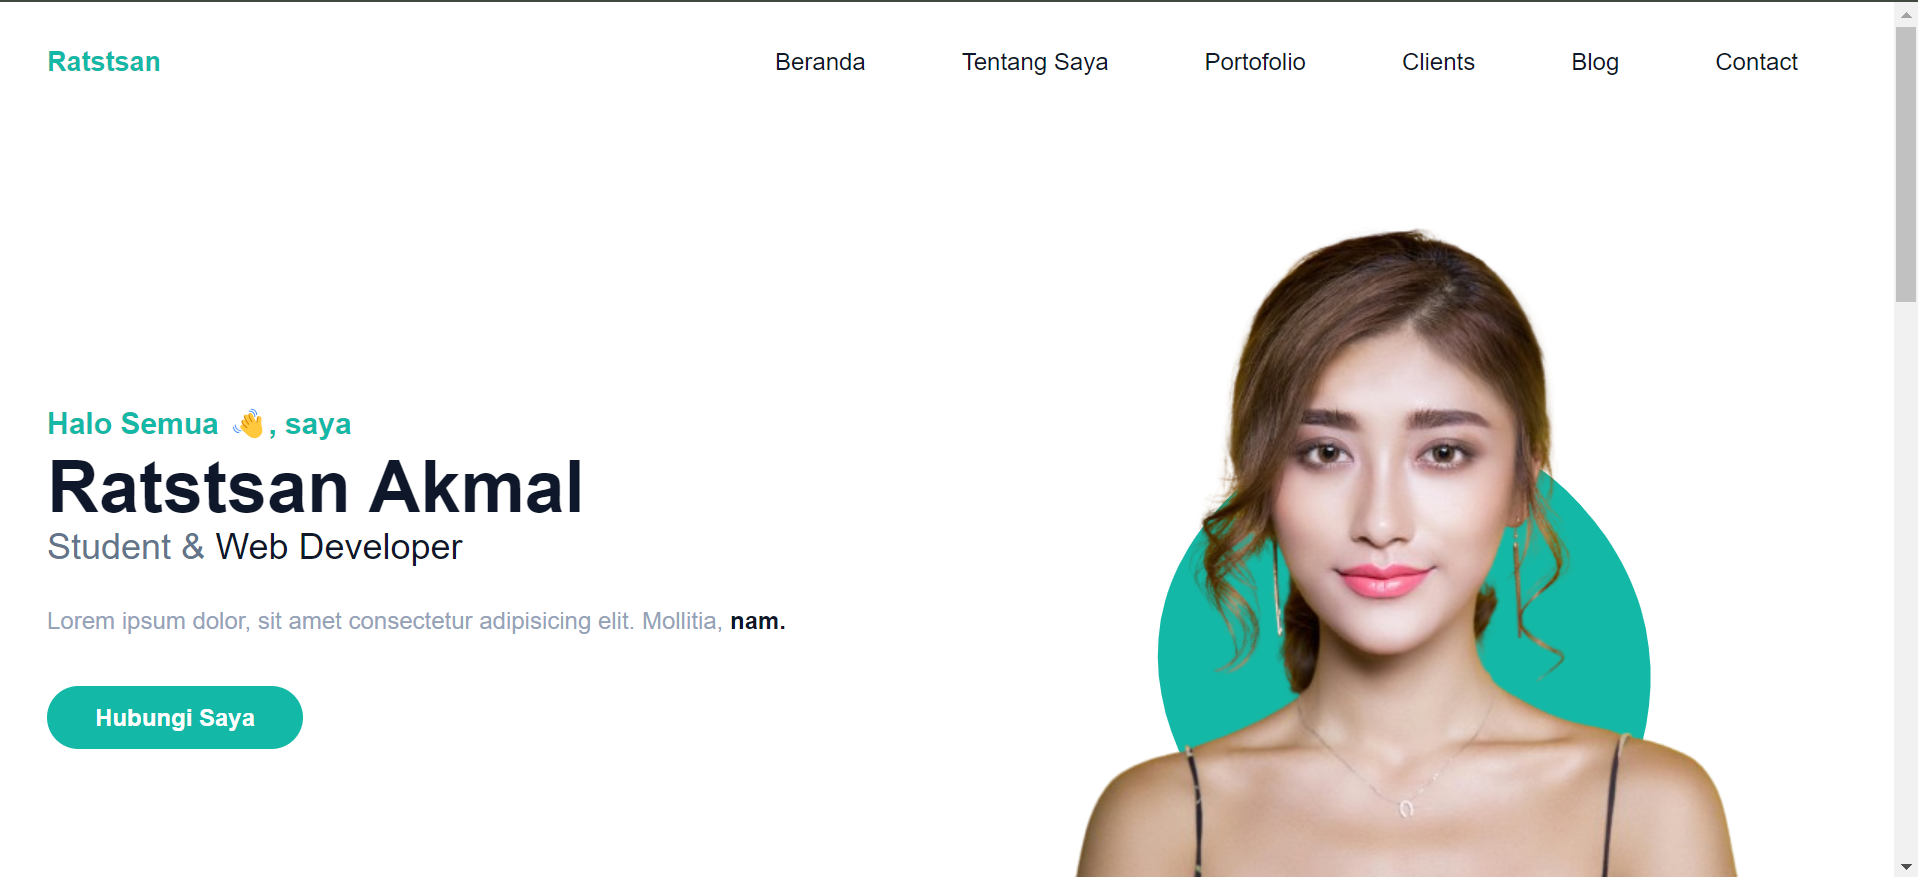 Ratstsan
Beranda Tentang Saya Portofolio Clients Blog Contact
Halo Semua 👋, saya
Ratstsan Akmal
Student & Web Developer
Lorem ipsum dolor, sit amet consectetur adipisicing elit. Mollitia, nam.
Hubungi Saya